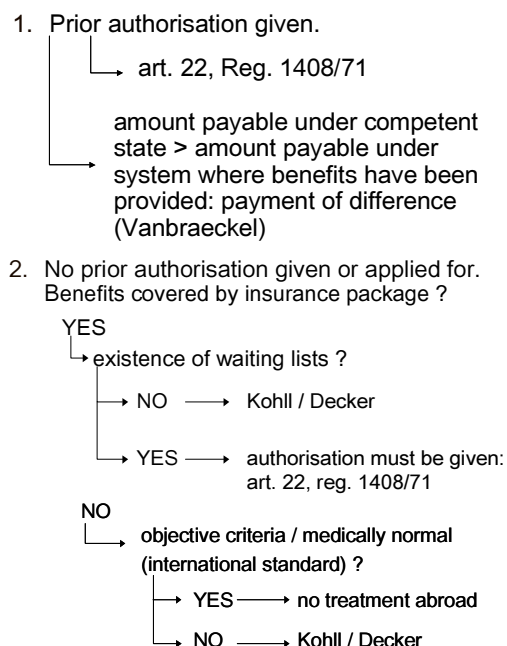 1. Prior authorisation given.
art. 22, Reg. 1408/71
amount payable under competent
state > amount payable under
system where benefits have been
provided: payment of difference
(Vanbraeckel)
2. No prior authorisation given or applied for.
Benefits covered by insurance package ?
YES
existence of waiting lists ?
NO Kohll / Decker
YES authorisation must be given:
art. 22, reg. 1408/71
NO
objective criteria / medically normal
(international standard) ?
YES no treatment abroad
NO Kohll / Decker